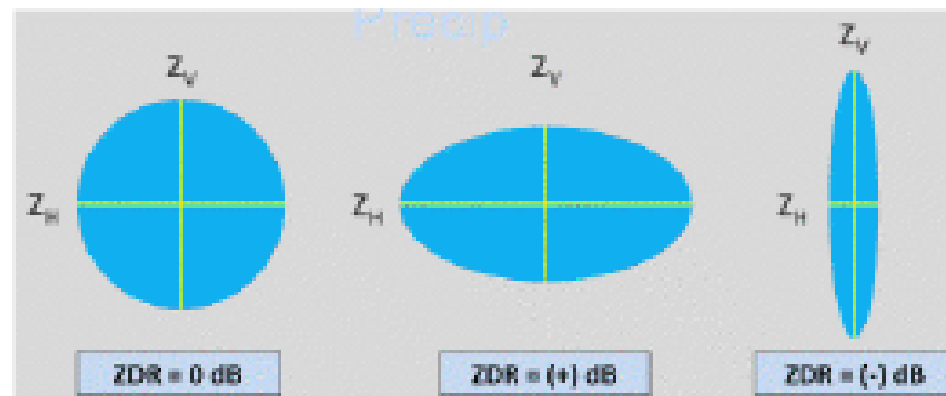 Precip
Z_V
Z_V
Z_V
Z_H
Z_H
Z_H
ZDR = 0 dB
ZDR = (+) dB
ZDR = (-) dB